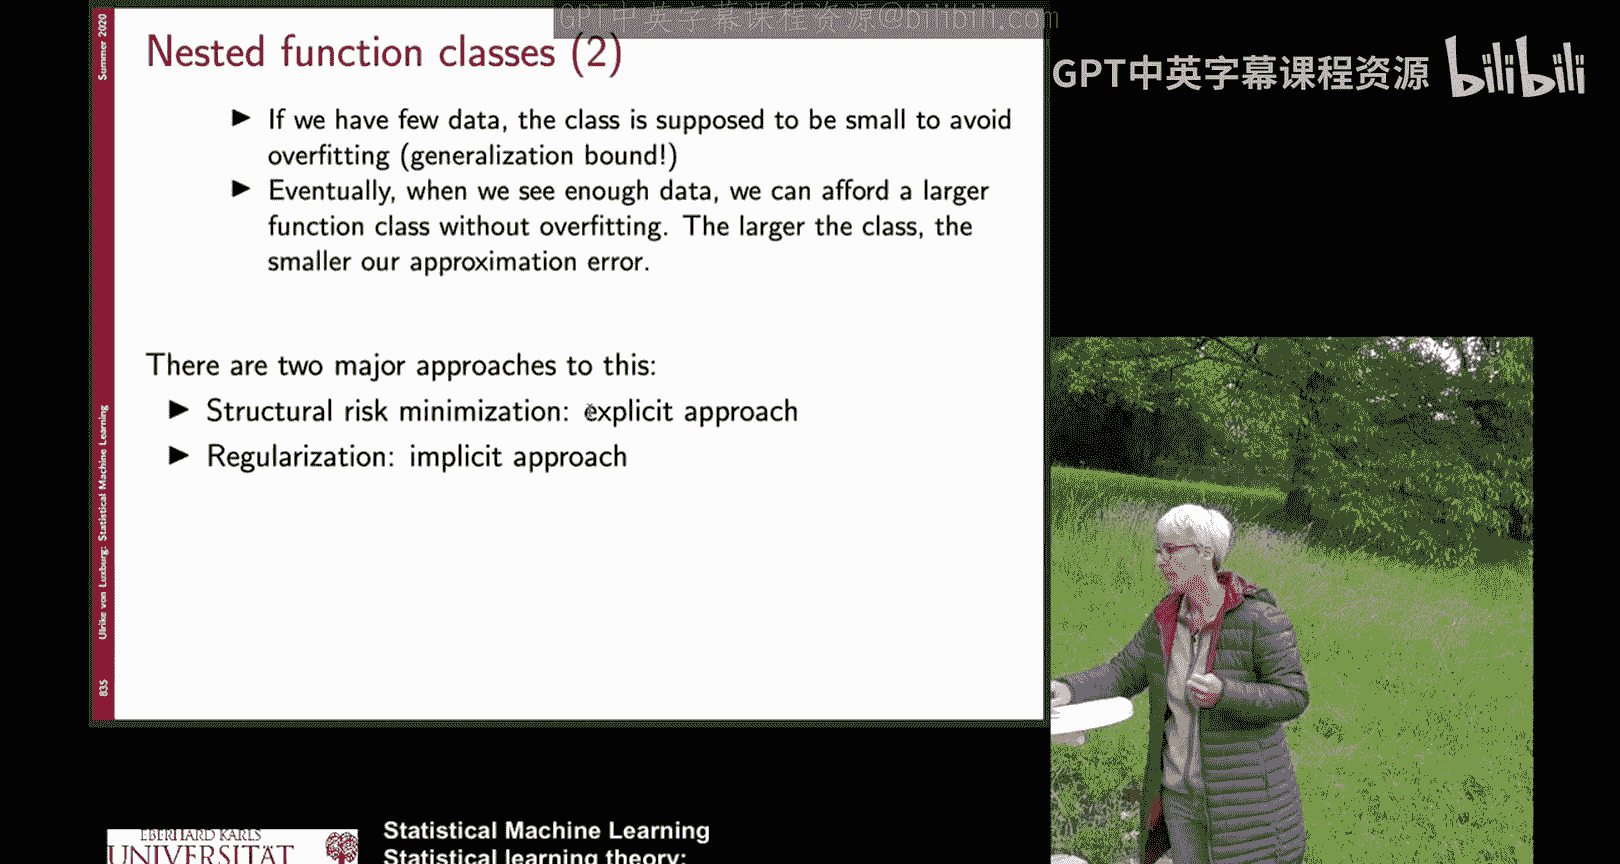 GPT中英字幕课程资源@bilibili.com
GPT中英字幕课程资源 bilibili
Summer 2020
Nested function classes (2)
► If we have few data, the class is supposed to be small to avoid
overfitting (generalization bound!)
► Eventually, when we see enough data, we can afford a larger
function class without overfitting. The larger the class, the
smaller our approximation error.
There are two major approaches to this:
► Structural risk minimization: explicit approach
► Regularization: implicit approach
Ulrike von Luxburg: Statistical Machine Learning
835
EBERHARD KARLS
UNIVERSITÄT
Statistical Machine Learning
Statistical learning theory: